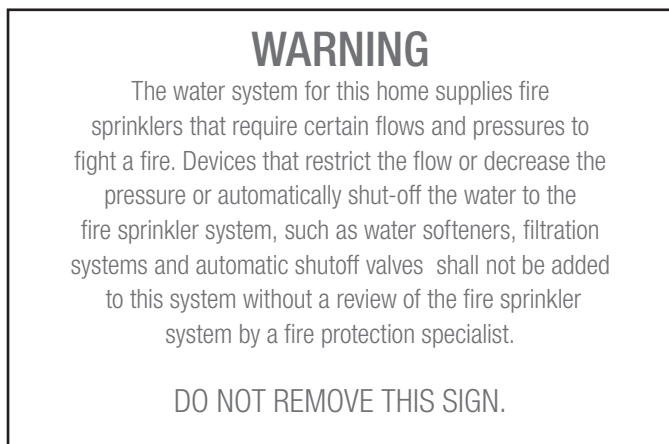 WARNING
The water system for this home supplies fire
sprinklers that require certain flows and pressures to
fight a fire. Devices that restrict the flow or decrease the
pressure or automatically shut-off the water to the
fire sprinkler system, such as water softeners, filtration
systems and automatic shutoff valves shall not be added
to this system without a review of the fire sprinkler
system by a fire protection specialist.
DO NOT REMOVE THIS SIGN.